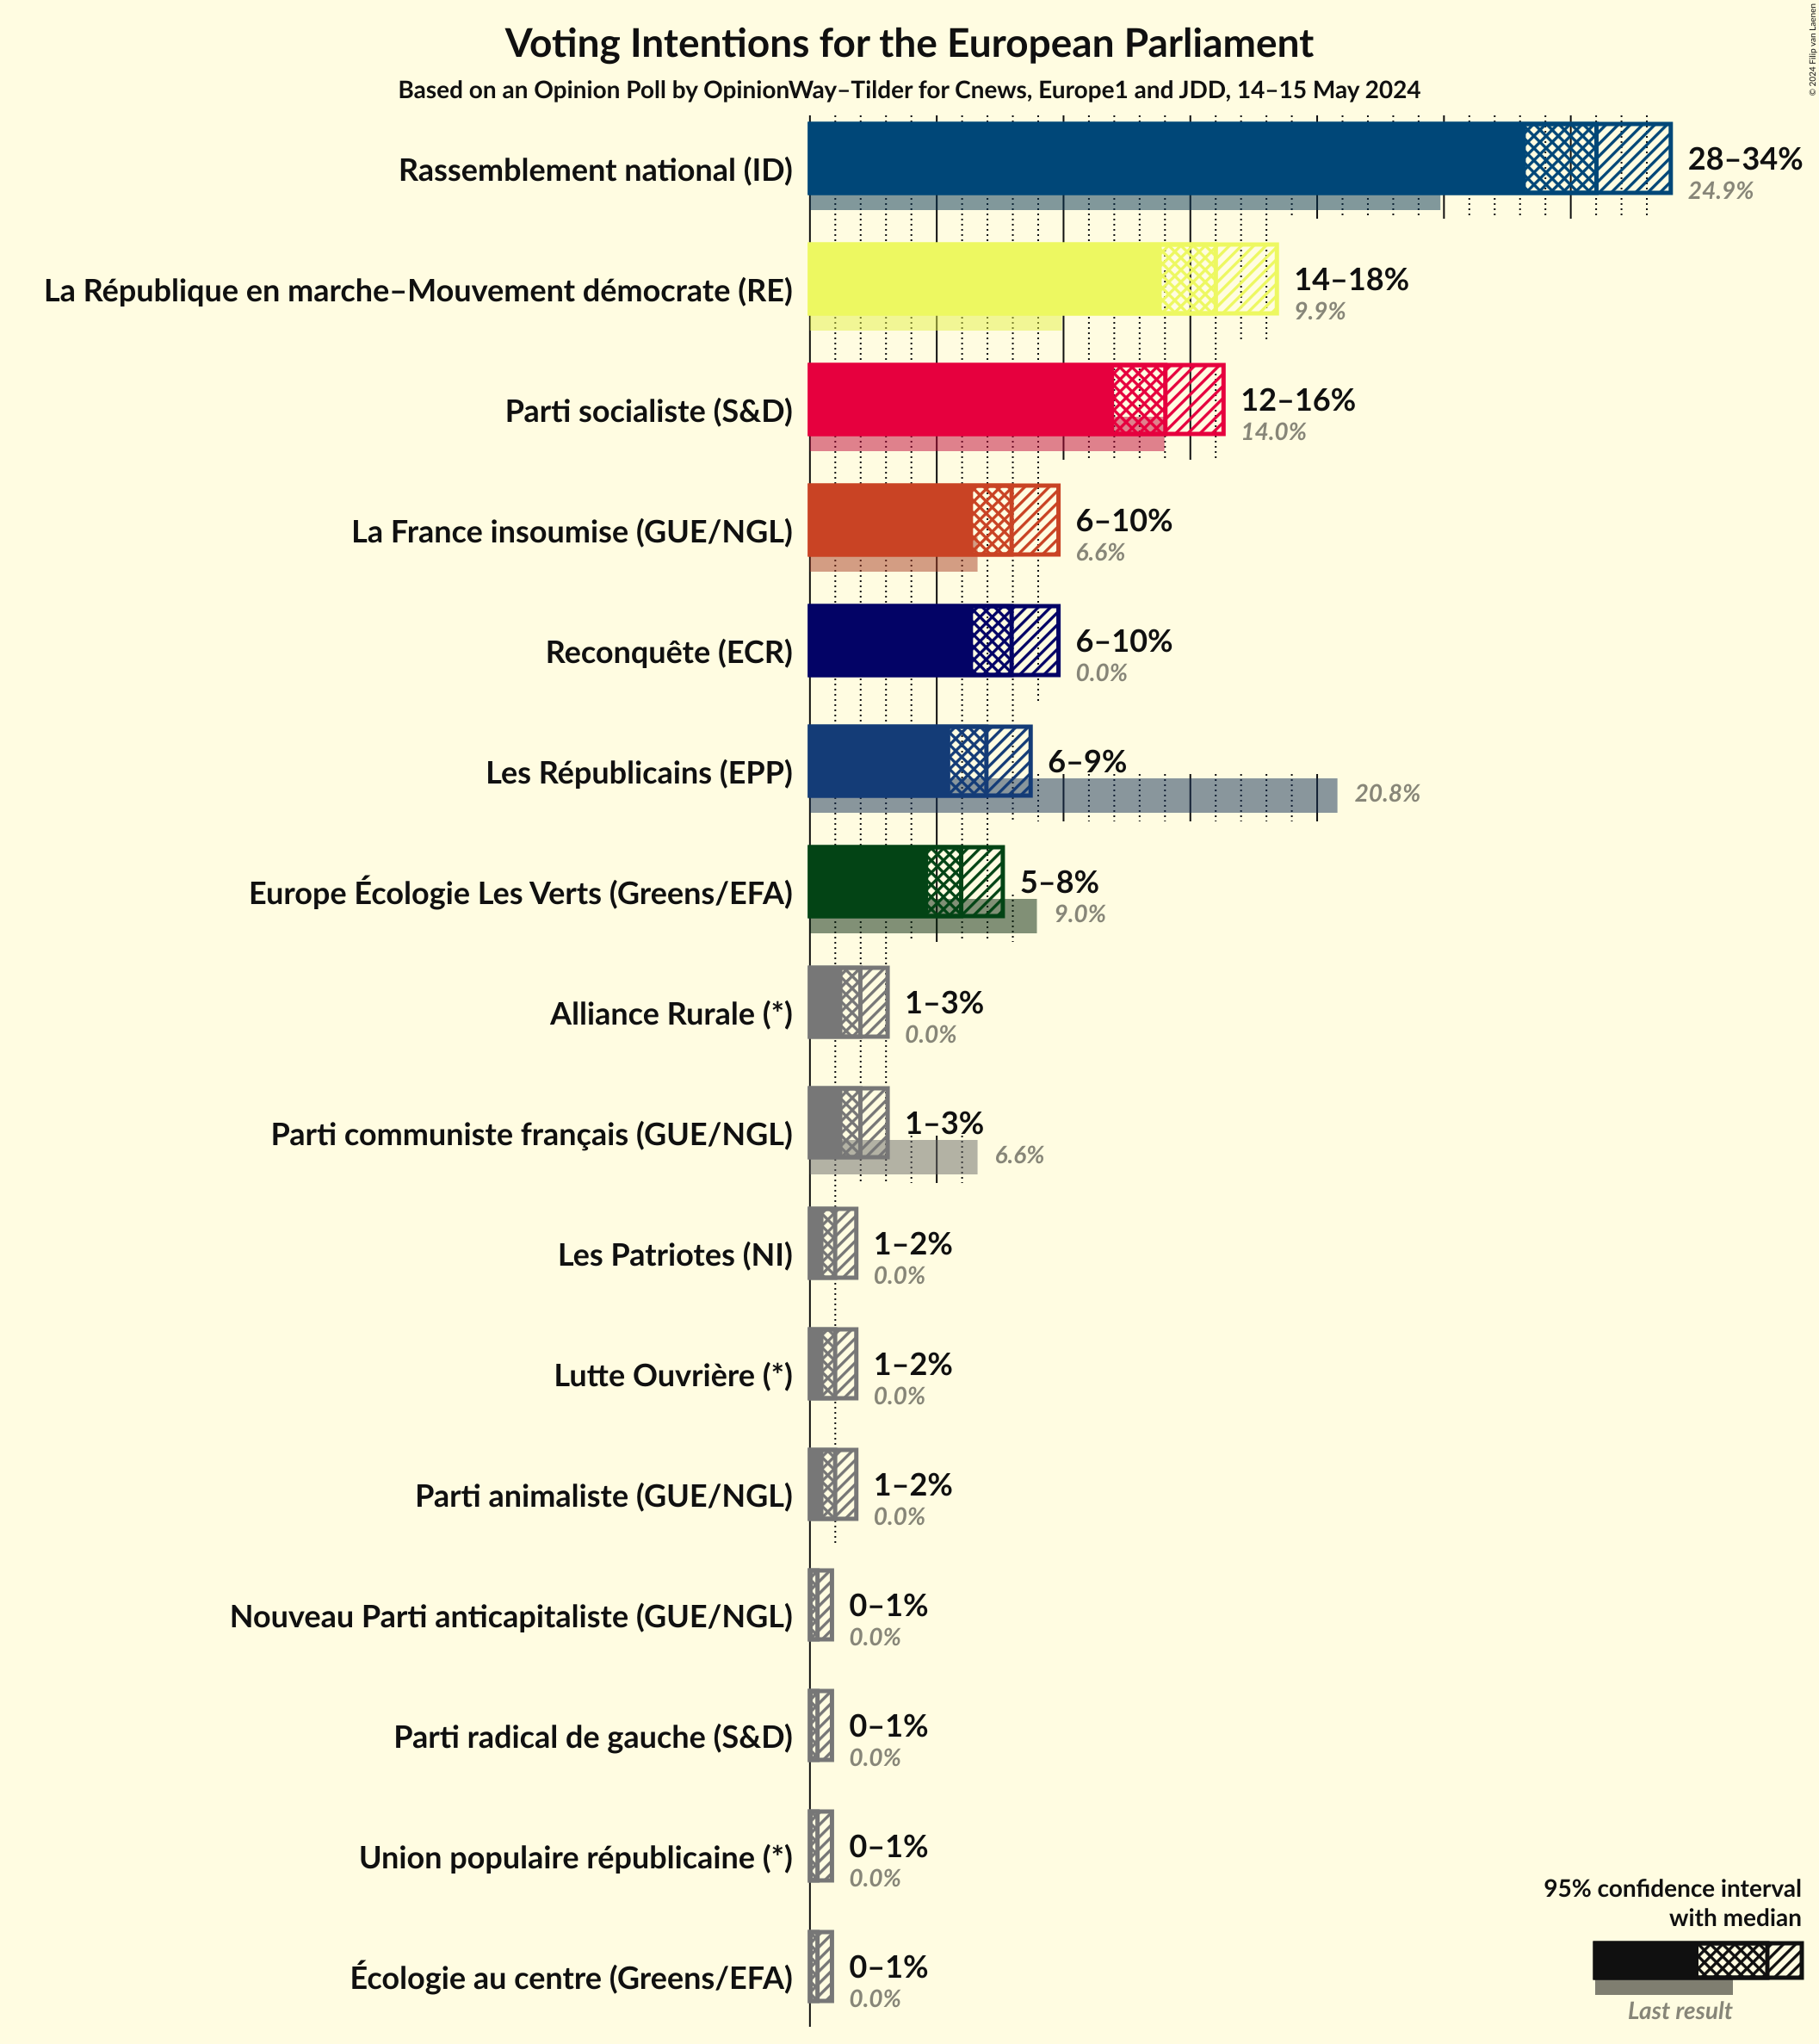 Voting Intentions for the European Parliament
Based on an Opinion Poll by OpinionWay–Tilder for Cnews, Europe1 and JDD, 14–15 May 2024
© 2024 Filip van Laenen
Rassemblement national (ID)
28–34%
24.9%
La République en marche–Mouvement démocrate (RE)
14–18%
9.9%
Parti socialiste (S&D)
12–16%
14.0%
La France insoumise (GUE/NGL)
6–10%
6.6%
Reconquête (ECR)
6–10%
0.0%
Les Républicains (EPP)
6–9%
20.8%
Europe Écologie Les Verts (Greens/EFA)
5–8%
9.0%
Alliance Rurale (*)
1–3%
0.0%
Parti communiste français (GUE/NGL)
1–3%
6.6%
Les Patriotes (NI)
1–2%
0.0%
Lutte Ouvrière (*)
1–2%
0.0%
Parti animaliste (GUE/NGL)
1–2%
0.0%
Nouveau Parti anticapitaliste (GUE/NGL)
0–1%
0.0%
Parti radical de gauche (S&D)
0–1%
0.0%
Union populaire républicaine (*)
0–1%
0.0%
Écologie au centre (Greens/EFA)
0–1%
0.0%
95% confidence interval
with median
Last result